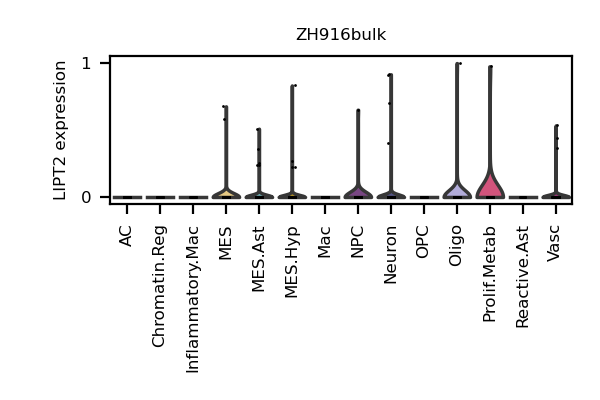 ZH916bulk
LIPT2 expression
1
0
AC
Chromatin.Reg
Inflammatory.Mac
MES
MES.Ast
MES.Hyp
Mac
NPC
Neuron
OPC
Oligo
Prolif.Metab
Reactive.Ast
Vasc